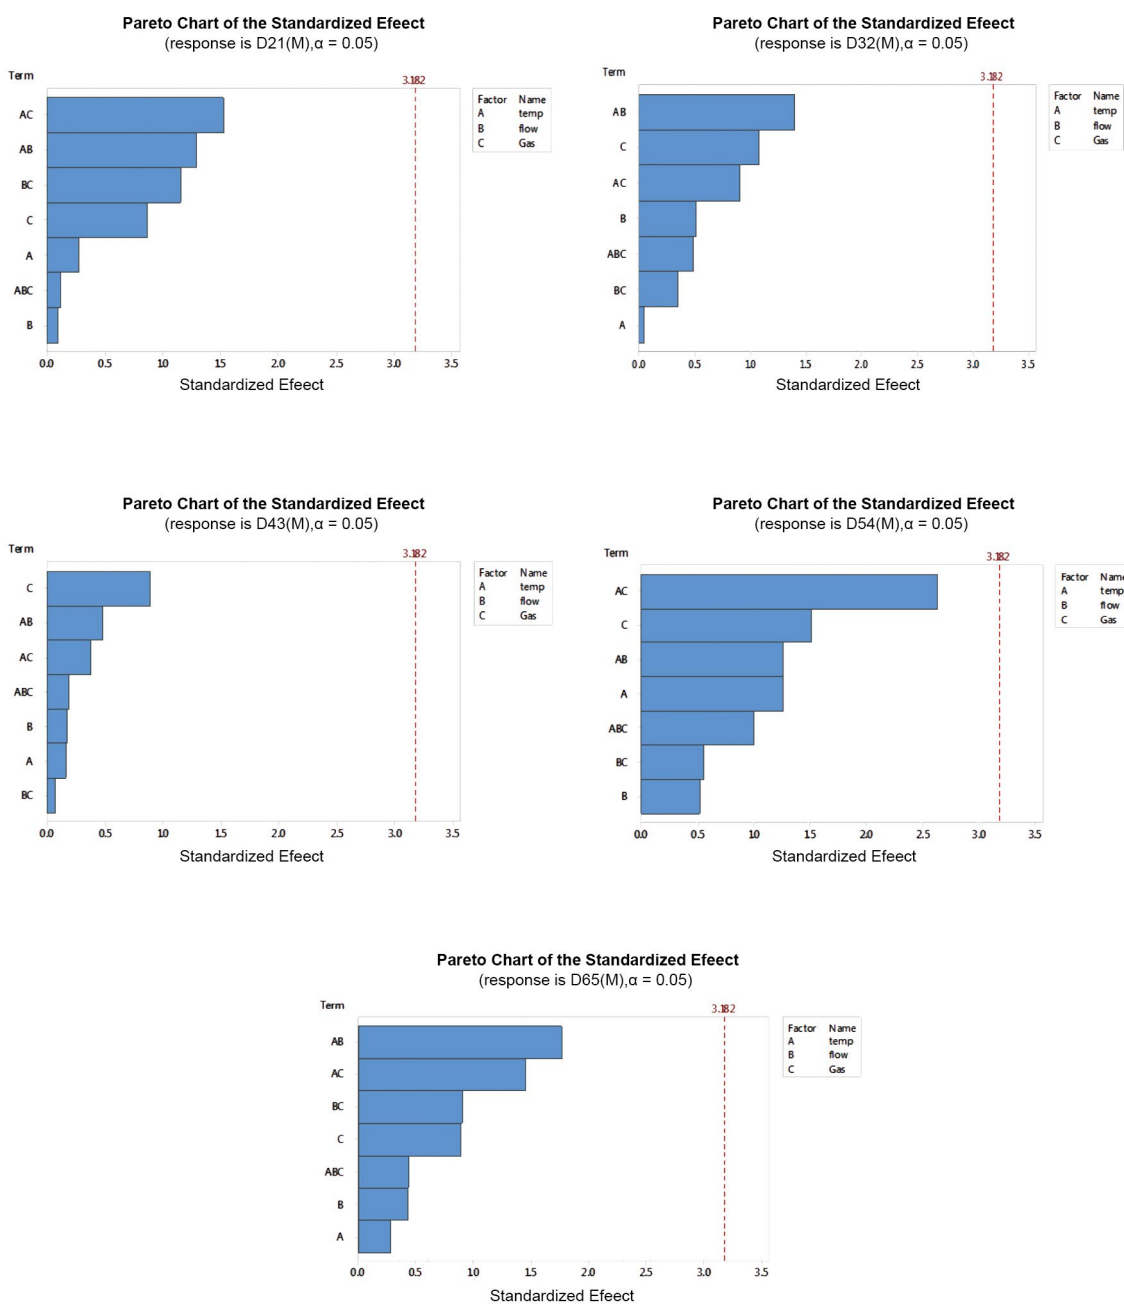 Pareto Chart of the Standardized Efeect
(response is D21(M),α = 0.05)
Term
3.182
AC
AB
BC
C
A
ABC
B
0.0 0.5 1.0 1.5 2.0 2.5 3.0 3.5
Standardized Efeect
Factor Name
A temp
B flow
C Gas
Pareto Chart of the Standardized Efeect
(response is D32(M),α = 0.05)
Term
3.182
AB
C
AC
B
ABC
BC
A
0.0 0.5 1.0 1.5 2.0 2.5 3.0 3.5
Standardized Efeect
Factor Name
A temp
B flow
C Gas
Pareto Chart of the Standardized Efeect
(response is D43(M),α = 0.05)
Term
3.182
C
AB
AC
ABC
B
A
BC
0.0 0.5 1.0 1.5 2.0 2.5 3.0 3.5
Standardized Efeect
Factor Name
A temp
B flow
C Gas
Pareto Chart of the Standardized Efeect
(response is D54(M),α = 0.05)
Term
3.182
AC
C
AB
A
ABC
BC
B
0.0 0.5 1.0 1.5 2.0 2.5 3.0 3.5
Standardized Efeect
Factor Name
A temp
B flow
C Gas
Pareto Chart of the Standardized Efeect
(response is D65(M),α = 0.05)
Term
3.182
AB
AC
BC
C
ABC
B
A
0.0 0.5 1.0 1.5 2.0 2.5 3.0 3.5
Standardized Efeect
Factor Name
A temp
B flow
C Gas